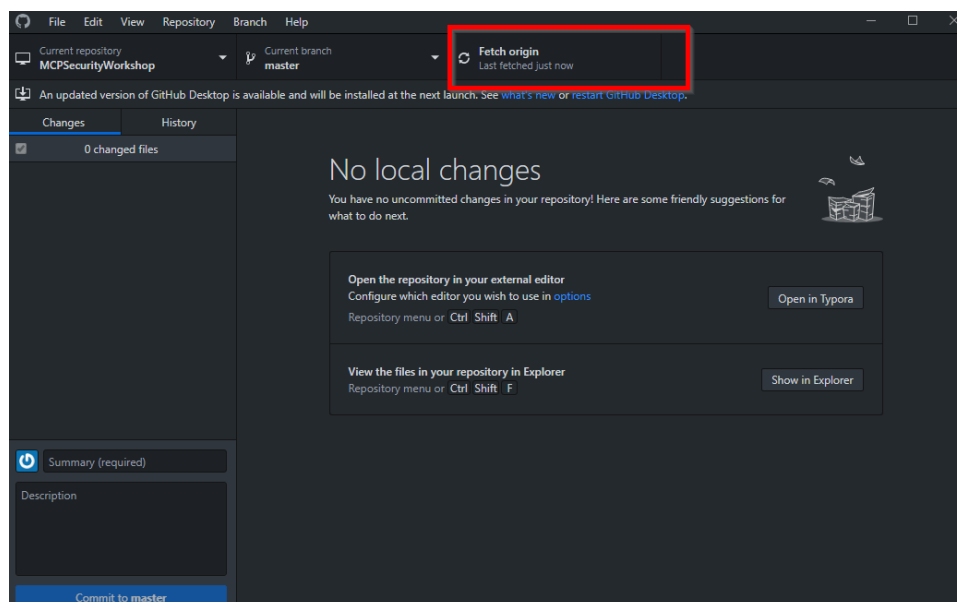 File Edit View Repository Branch Help
Current repository
MCPSecurityWorkshop
Current branch
master
Fetch origin
Last fetched just now
An updated version of GitHub Desktop is available and will be installed at the next launch. See what's new or restart GitHub Desktop.
Changes History
0 changed files
No local changes
You have no uncommitted changes in your repository! Here are some friendly suggestions for
what to do next.
Open the repository in your external editor
Configure which editor you wish to use in options
Repository menu or Ctrl Shift A
Open in Typora
View the files in your repository in Explorer
Repository menu or Ctrl Shift F
Show in Explorer
Summary (required)
Description
Commit to master